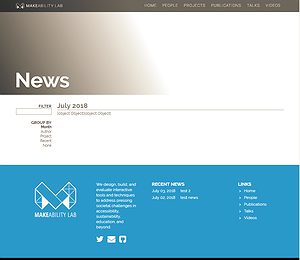 MAKEABILITY LAB
HOME PEOPLE PROJECTS PUBLICATIONS TALKS VIDEOS
News
FILTER
GROUP BY
Month
Author
Project
Recent
None
July 2018
[object Object][object Object]
MAKEABILITY LAB
We design, build, and
evaluate interactive
tools and techniques
to address pressing
societal challenges in
accessibility,
sustainability,
education, and
beyond.
RECENT NEWS
July 03, 2018 test 2
July 02, 2018 test news
LINKS
Home
People
Publications
Talks
Videos